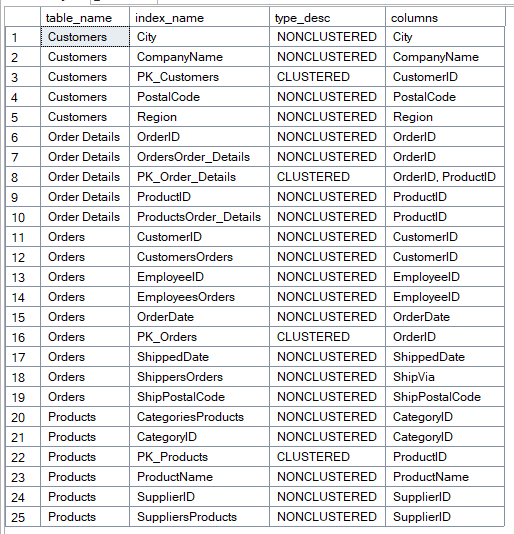 table_name index_name type_desc columns
1 Customers City NONCLUSTERED City
2 Customers CompanyName NONCLUSTERED CompanyName
3 Customers PK_Customers CLUSTERED CustomerID
4 Customers PostalCode NONCLUSTERED PostalCode
5 Customers Region NONCLUSTERED Region
6 Order Details OrderID NONCLUSTERED OrderID
7 Order Details OrdersOrder_Details NONCLUSTERED OrderID
8 Order Details PK_Order_Details CLUSTERED OrderID, ProductID
9 Order Details ProductID NONCLUSTERED ProductID
10 Order Details ProductsOrder_Details NONCLUSTERED ProductID
11 Orders CustomerID NONCLUSTERED CustomerID
12 Orders CustomersOrders NONCLUSTERED CustomerID
13 Orders EmployeeID NONCLUSTERED EmployeeID
14 Orders EmployeesOrders NONCLUSTERED EmployeeID
15 Orders OrderDate NONCLUSTERED OrderDate
16 Orders PK_Orders CLUSTERED OrderID
17 Orders ShippedDate NONCLUSTERED ShippedDate
18 Orders ShippersOrders NONCLUSTERED ShipVia
19 Orders ShipPostalCode NONCLUSTERED ShipPostalCode
20 Products CategoriesProducts NONCLUSTERED CategoryID
21 Products CategoryID NONCLUSTERED CategoryID
22 Products PK_Products CLUSTERED ProductID
23 Products ProductName NONCLUSTERED ProductName
24 Products SupplierID NONCLUSTERED SupplierID
25 Products SuppliersProducts NONCLUSTERED SupplierID